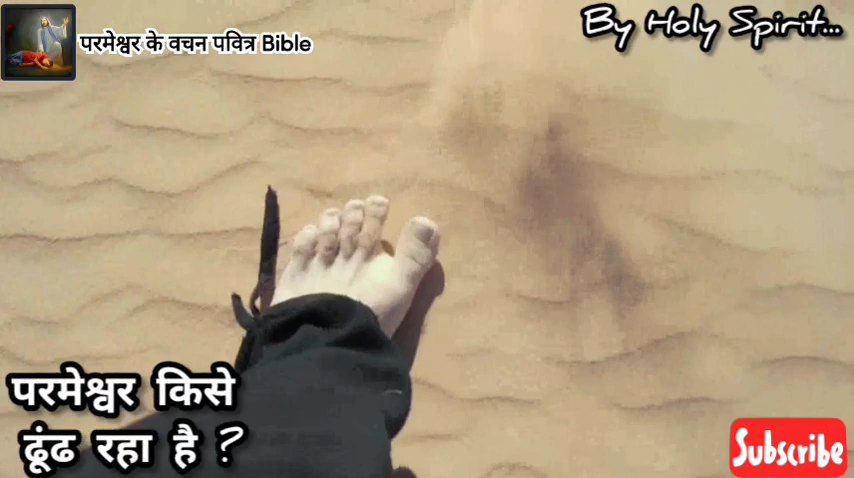 परमेश्वर के वचन पवित्र Bible
By Holy Spirit...
परमेश्वर किसे
ढूंढ रहा है ?
Subscribe